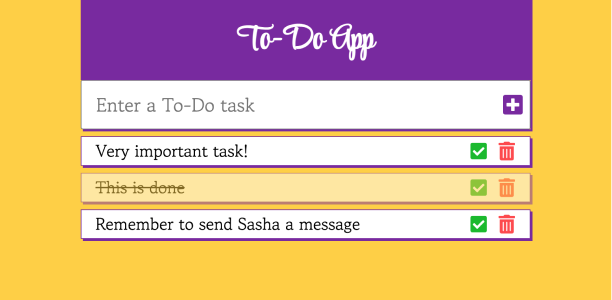 To-Do App
Enter a To-Do task
Very important task!
This is done
Remember to send Sasha a message